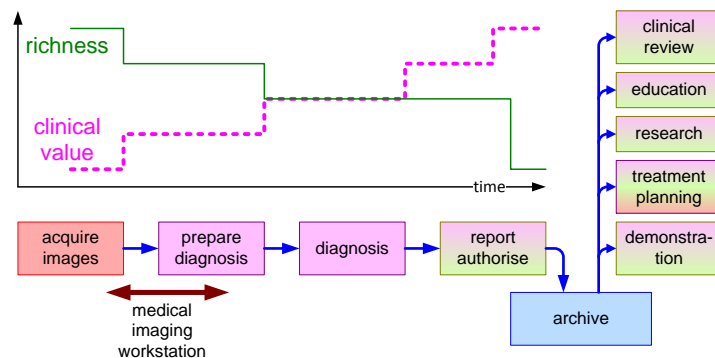 richness
clinical
value
time
clinical
review
education
research
treatment
planning
demonstra-
tion
acquire
images
prepare
diagnosis
diagnosis
report
authorise
archive
medical
imaging
workstation